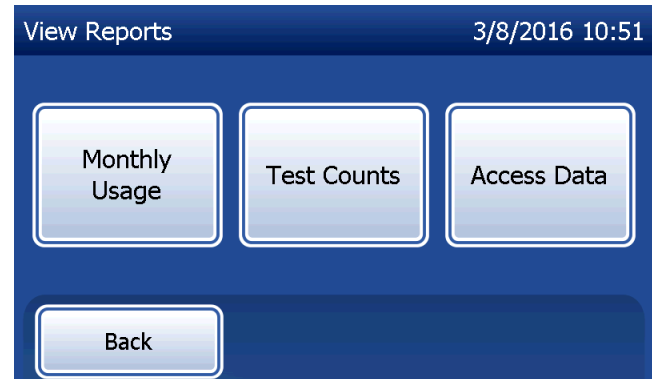 View Reports 3/8/2016 10:51
Monthly
Usage
Test Counts
Access Data
Back